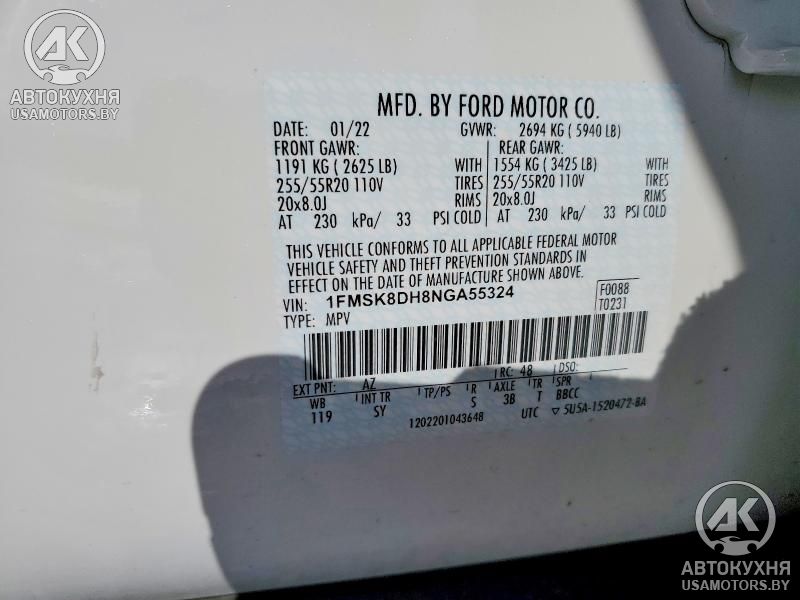 AK
АВТОКУХНЯ
USAMOTORS.BY
MFD. BY FORD MOTOR CO.
DATE: 01/22 GVWR: 2694 KG ( 5940 LB)
FRONT GAWR: REAR GAWR:
1191 KG ( 2625 LB) WITH 1554 KG ( 3425 LB) WITH
255/55R20 110V TIRES 255/55R20 110V TIRES
20x8.0J RIMS 20x8.0J RIMS
AT 230 kPa/ 33 PSI COLD AT 230 kPa/ 33 PSI COLD
THIS VEHICLE CONFORMS TO ALL APPLICABLE FEDERAL MOTOR
VEHICLE SAFETY AND THEFT PREVENTION STANDARDS IN
EFFECT ON THE DATE OF MANUFACTURE SHOWN ABOVE.
VIN: 1FMSK8DH8NGA55324 F0088
TYPE: MPV T0231
EXT PNT: AZ RC: 48 DSO:
WB INT TR TP/PS R AXLE TR SPR
119 SY S 3B T BBCC
1202201043648 UTC ▽ 5U5A-1520472-BA
AK
АВТОКУХНЯ
USAMOTORS.BY